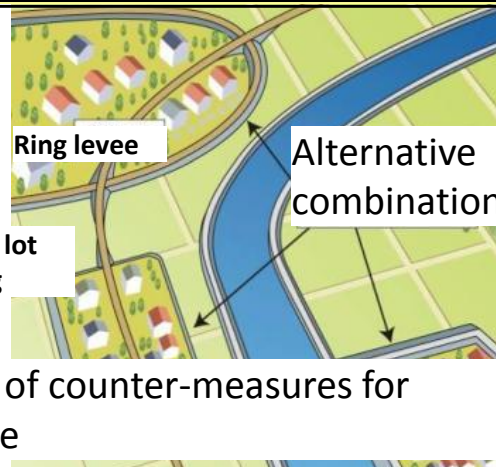 Ring levee
Alternative
combination
lot
of counter-measures for